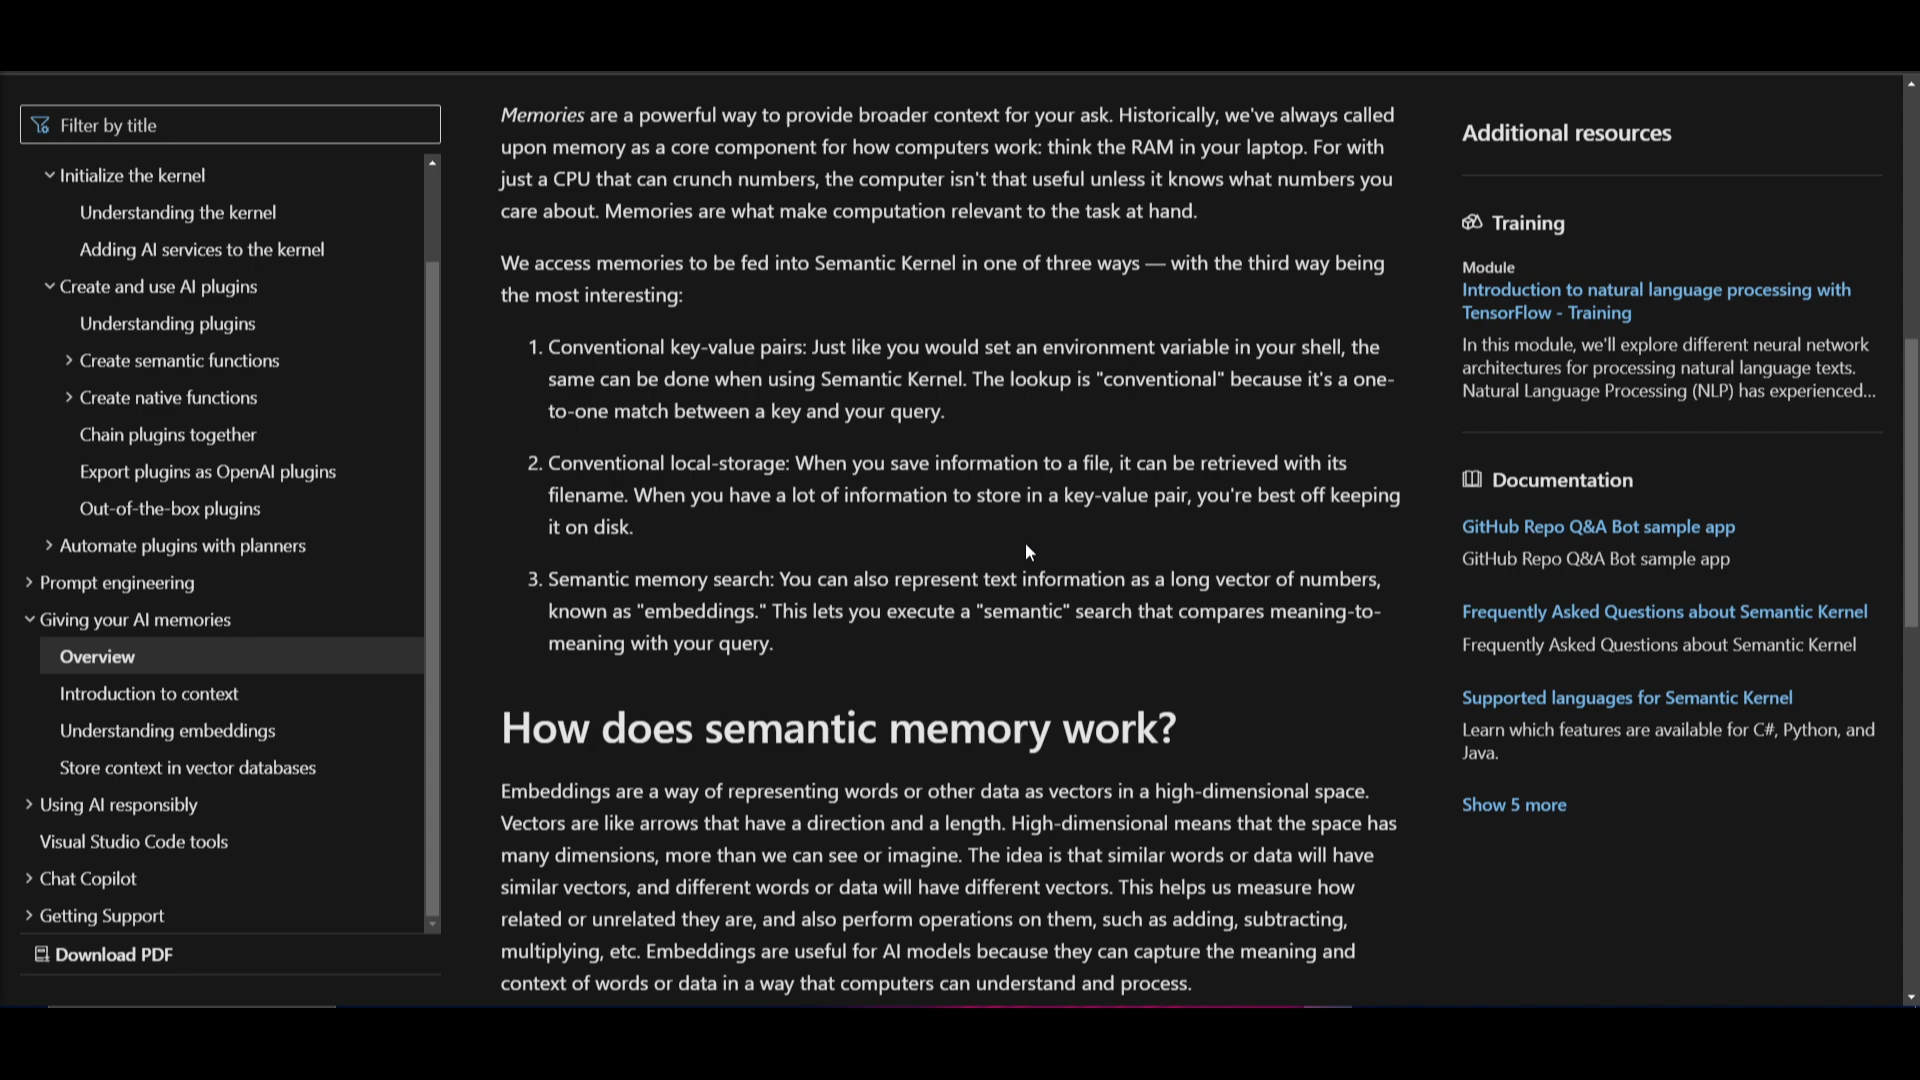 Filter by title
Initialize the kernel
Understanding the kernel
Adding AI services to the kernel
Create and use AI plugins
Understanding plugins
Create semantic functions
Create native functions
Chain plugins together
Export plugins as OpenAI plugins
Out-of-the-box plugins
Automate plugins with planners
Prompt engineering
Giving your AI memories
Overview
Introduction to context
Understanding embeddings
Store context in vector databases
Using AI responsibly
Visual Studio Code tools
Chat Copilot
Getting Support
Download PDF
Memories are a powerful way to provide broader context for your ask. Historically, we've always called
upon memory as a core component for how computers work: think the RAM in your laptop. For with
just a CPU that can crunch numbers, the computer isn't that useful unless it knows what numbers you
care about. Memories are what make computation relevant to the task at hand.
We access memories to be fed into Semantic Kernel in one of three ways — with the third way being
the most interesting:
1. Conventional key-value pairs: Just like you would set an environment variable in your shell, the
same can be done when using Semantic Kernel. The lookup is "conventional" because it's a one-
to-one match between a key and your query.
2. Conventional local-storage: When you save information to a file, it can be retrieved with its
filename. When you have a lot of information to store in a key-value pair, you're best off keeping
it on disk.
3. Semantic memory search: You can also represent text information as a long vector of numbers,
known as "embeddings." This lets you execute a "semantic" search that compares meaning-to-
meaning with your query.
How does semantic memory work?
Embeddings are a way of representing words or other data as vectors in a high-dimensional space.
Vectors are like arrows that have a direction and a length. High-dimensional means that the space has
many dimensions, more than we can see or imagine. The idea is that similar words or data will have
similar vectors, and different words or data will have different vectors. This helps us measure how
related or unrelated they are, and also perform operations on them, such as adding, subtracting,
multiplying, etc. Embeddings are useful for AI models because they can capture the meaning and
context of words or data in a way that computers can understand and process.
Additional resources
Training
Module
Introduction to natural language processing with
TensorFlow - Training
In this module, we'll explore different neural network
architectures for processing natural language texts.
Natural Language Processing (NLP) has experienced...
Documentation
GitHub Repo Q&A Bot sample app
GitHub Repo Q&A Bot sample app
Frequently Asked Questions about Semantic Kernel
Frequently Asked Questions about Semantic Kernel
Supported languages for Semantic Kernel
Learn which features are available for C#, Python, and
Java.
Show 5 more